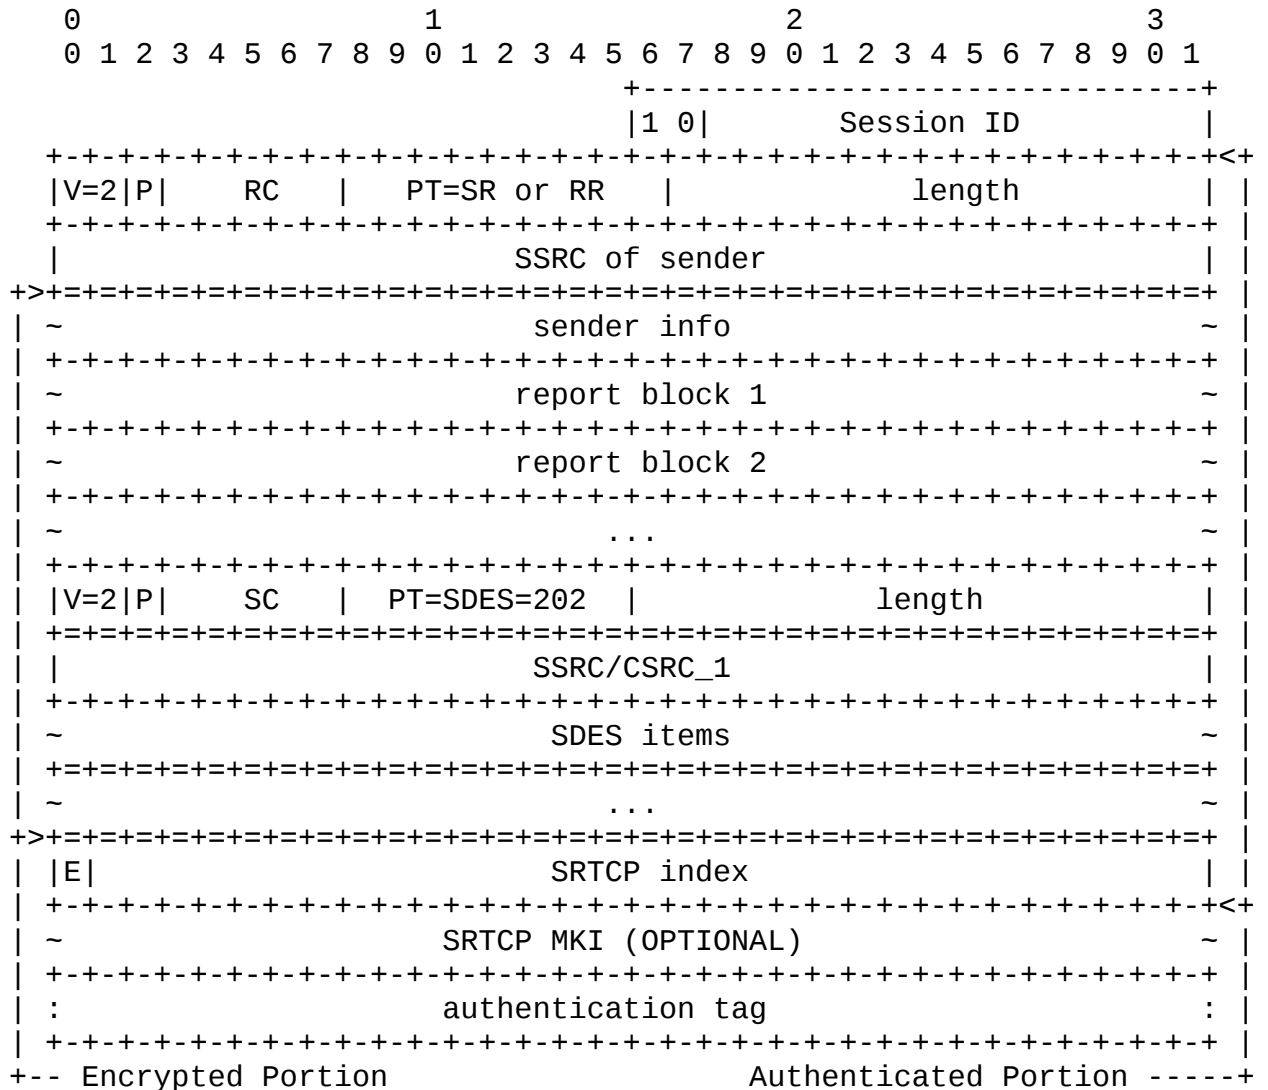 0                   1                   2                   3
    0 1 2 3 4 5 6 7 8 9 0 1 2 3 4 5 6 7 8 9 0 1 2 3 4 5 6 7 8 9 0 1
                                   +-------------------------------+
                                   |1 0|       Session ID          |
   +-+-+-+-+-+-+-+-+-+-+-+-+-+-+-+-+-+-+-+-+-+-+-+-+-+-+-+-+-+-+-+-+<+
   |V=2|P|    RC   |   PT=SR or RR   |             length          | |
   +-+-+-+-+-+-+-+-+-+-+-+-+-+-+-+-+-+-+-+-+-+-+-+-+-+-+-+-+-+-+-+-+ |
   |                         SSRC of sender                        | |
 +>+=+=+=+=+=+=+=+=+=+=+=+=+=+=+=+=+=+=+=+=+=+=+=+=+=+=+=+=+=+=+=+=+ |
 | ~                          sender info                          ~ |
 | +-+-+-+-+-+-+-+-+-+-+-+-+-+-+-+-+-+-+-+-+-+-+-+-+-+-+-+-+-+-+-+-+ |
 | ~                         report block 1                        ~ |
 | +-+-+-+-+-+-+-+-+-+-+-+-+-+-+-+-+-+-+-+-+-+-+-+-+-+-+-+-+-+-+-+-+ |
 | ~                         report block 2                        ~ |
 | +-+-+-+-+-+-+-+-+-+-+-+-+-+-+-+-+-+-+-+-+-+-+-+-+-+-+-+-+-+-+-+-+ |
 | ~                              ...                              ~ |
 | +-+-+-+-+-+-+-+-+-+-+-+-+-+-+-+-+-+-+-+-+-+-+-+-+-+-+-+-+-+-+-+-+ |
 | |V=2|P|    SC   |  PT=SDES=202  |             length            | |
 | +=+=+=+=+=+=+=+=+=+=+=+=+=+=+=+=+=+=+=+=+=+=+=+=+=+=+=+=+=+=+=+=+ |
 | |                          SSRC/CSRC_1                          | |
 | +-+-+-+-+-+-+-+-+-+-+-+-+-+-+-+-+-+-+-+-+-+-+-+-+-+-+-+-+-+-+-+-+ |
 | ~                           SDES items                          ~ |
 | +=+=+=+=+=+=+=+=+=+=+=+=+=+=+=+=+=+=+=+=+=+=+=+=+=+=+=+=+=+=+=+=+ |
 | ~                              ...                              ~ |
 +>+=+=+=+=+=+=+=+=+=+=+=+=+=+=+=+=+=+=+=+=+=+=+=+=+=+=+=+=+=+=+=+=+ |
 | |E|                         SRTCP index                         | |
 | +-+-+-+-+-+-+-+-+-+-+-+-+-+-+-+-+-+-+-+-+-+-+-+-+-+-+-+-+-+-+-+-+<+
 | ~                     SRTCP MKI (OPTIONAL)                      ~ |
 | +-+-+-+-+-+-+-+-+-+-+-+-+-+-+-+-+-+-+-+-+-+-+-+-+-+-+-+-+-+-+-+-+ |
 | :                     authentication tag                        : |
 | +-+-+-+-+-+-+-+-+-+-+-+-+-+-+-+-+-+-+-+-+-+-+-+-+-+-+-+-+-+-+-+-+ |
 +-- Encrypted Portion                    Authenticated Portion -----+